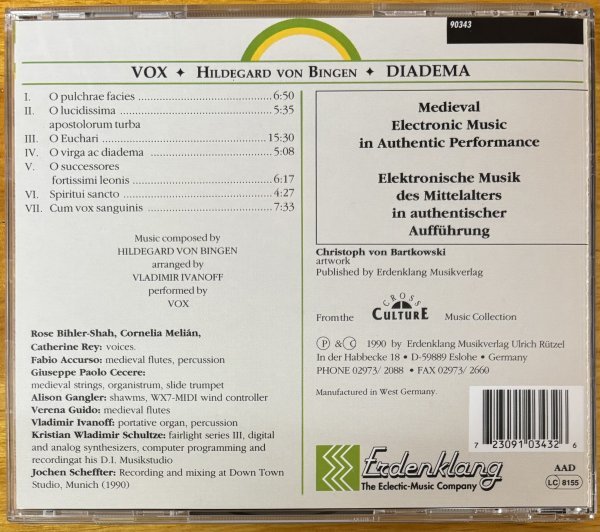 90343
VOX ✦ HILDEGARD VON BINGEN ✦ DIADEMA
I. O pulchrae facies ........ 6:50
II. O lucidissima ........ 5:35
apostolorum turba
III. O Euchari ........ 15:30
IV. O virga ac diadema ........ 5:08
V. O successores
fortissimi leonis ........ 6:17
VI. Spiritui sancto ........ 4:27
VII. Cum vox sanguinis ........ 7:33
Music composed by
HILDEGARD VON BINGEN
arranged by
VLADIMIR IVANOFF
performed by
VOX
Rose Bihler-Shah, Cornelia Melián,
Catherine Rey: voices.
Fabio Accurso: medieval flutes, percussion
Giuseppe Paolo Cecere:
medieval strings, organistrum, slide trumpet
Alison Gangler: shawms, WX7-MIDI wind controller
Verena Guido: medieval flutes
Vladimir Ivanoff: portative organ, percussion
Kristian Wladimir Schultze: fairlight series III, digital
and analog synthesizers, computer programming and
recordingat his D.I. Musikstudio
Jochen Scheffter: Recording and mixing at Down Town
Studio, Munich (1990)
Medieval
Electronic Music
in Authentic Performance
Elektronische Musik
des Mittelalters
in authentischer
Aufführung
Christoph von Bartkowski
artwork
Published by Erdenklang Musikverlag
From the CROSS CULTURE Music Collection
Ⓟ & Ⓒ 1990 by Erdenklang Musikverlag Ulrich Rützel
In der Habbecke 18 • D-59889 Eslohe • Germany
PHONE 02973/ 2088 • FAX 02973/ 2660
Manufactured in West Germany.
7 23091 03432 6
Erdenklang
The Eclectic-Music Company
AAD
LC 8155